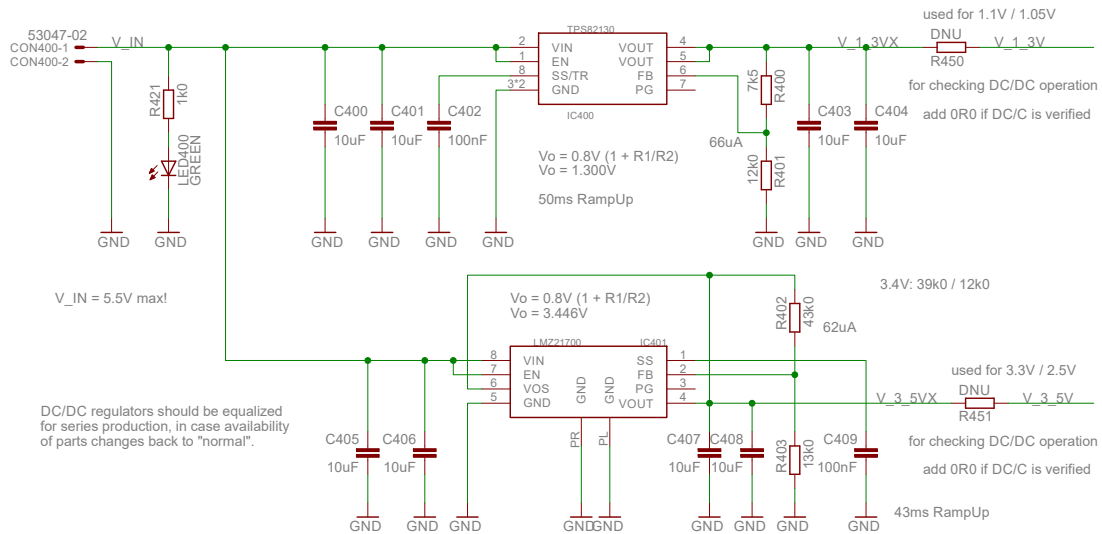 used for 1.1V / 1.05V
53047-02
CON400-1
CON400-2
V_IN
TPS82130
2 VIN VOUT 4
1 EN VOUT 5
8 SS/TR FB 6
3*2 GND PG 7
IC400
V_1_3VX
DNU
R450
V_1_3V
for checking DC/DC operation
add 0R0 if DC/C is verified
R421
1k0
LED400
GREEN
C400
10uF
C401
10uF
C402
100nF
7k5
R400
66uA
12k0
R401
C403
10uF
C404
10uF
Vo = 0.8V (1 + R1/R2)
Vo = 1.300V
50ms RampUp
GND
GND
GND
GND
GND
GND
GND
GND
GND
V_IN = 5.5V max!
Vo = 0.8V (1 + R1/R2)
Vo = 3.446V
3.4V: 39k0 / 12k0
R402
43k0
62uA
LMZ21700
IC401
8 VIN SS 1
7 EN FB 2
6 VOS PG 3
5 GND VOUT 4
GND
GND
PR
PL
used for 3.3V / 2.5V
V_3_5VX
DNU
R451
V_3_5V
for checking DC/DC operation
add 0R0 if DC/C is verified
DC/DC regulators should be equalized
for series production, in case availability
of parts changes back to "normal".
C405
10uF
C406
10uF
C407
10uF
C408
10uF
R403
13k0
C409
100nF
43ms RampUp
GND
GND
GND
GND
GND
GND
GND
GND
GND